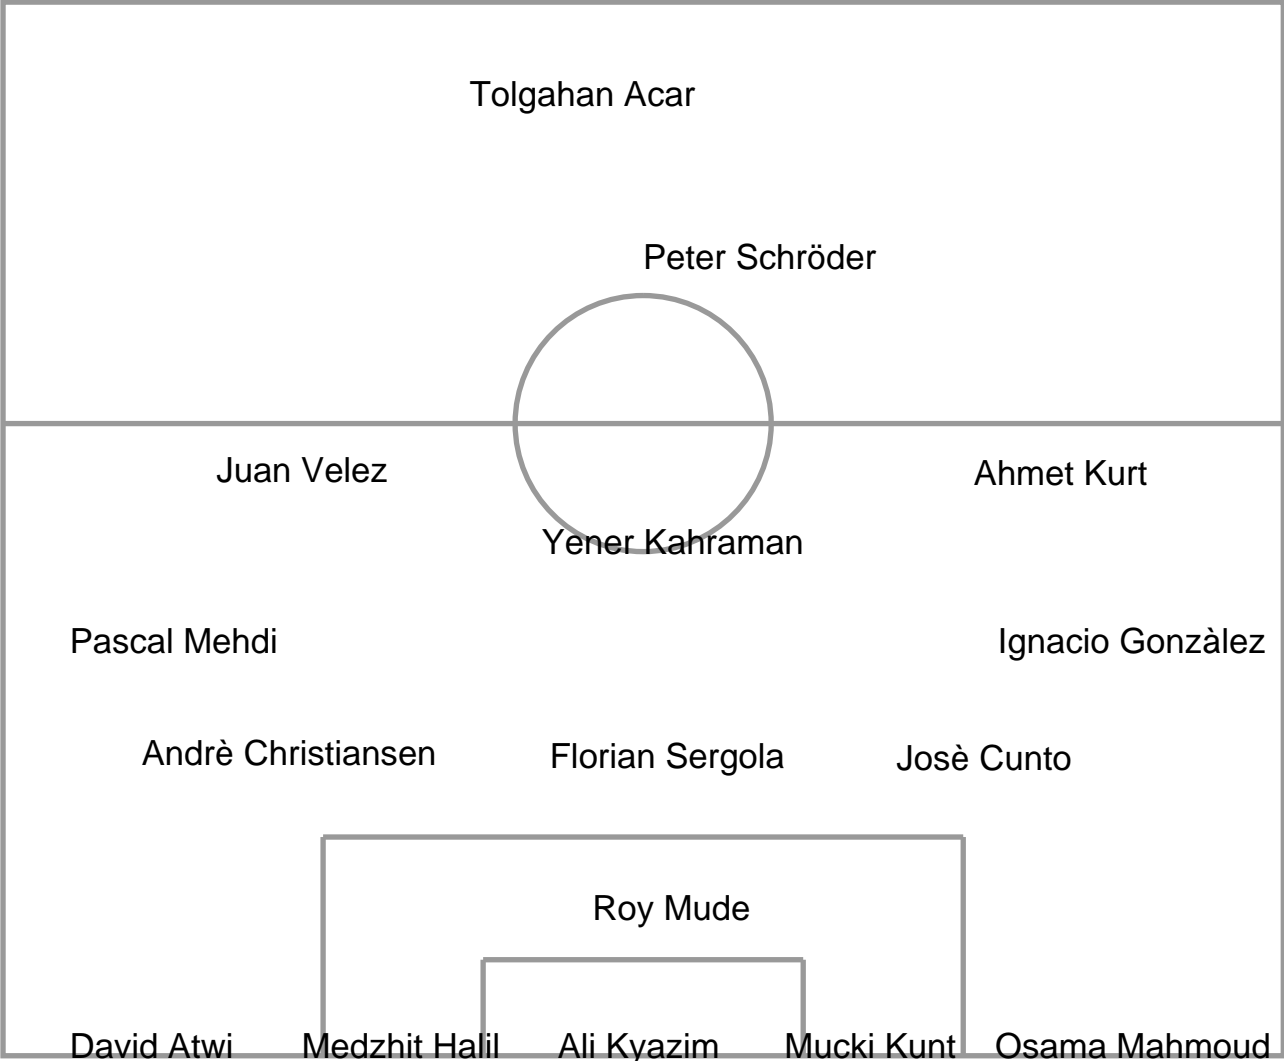 Tolgahan Acar
Peter Schröder
Juan Velez
Ahmet Kurt
Yener Kahraman
Pascal Mehdi
Ignacio Gonzàlez
Andrè Christiansen
Florian Sergola
Josè Cunto
Roy Mude
David Atwi
Medzhit Halil
Ali Kyazim
Mucki Kunt
Osama Mahmoud